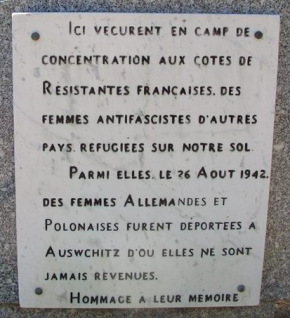 ICI VECURENT EN CAMP DE
CONCENTRATION AUX COTES DE
RESISTANTES FRANÇAISES. DES
FEMMES ANTIFASCISTES D'AUTRES
PAYS. REFUGIEES SUR NOTRE SOL.
PARMI ELLES. LE 26 AOUT 1942.
DES FEMMES ALLEMANDES ET
POLONAISES FURENT DEPORTEES A
AUSWCHITZ D'OU ELLES NE SONT
JAMAIS REVENUES.
HOMMAGE A LEUR MEMOIRE